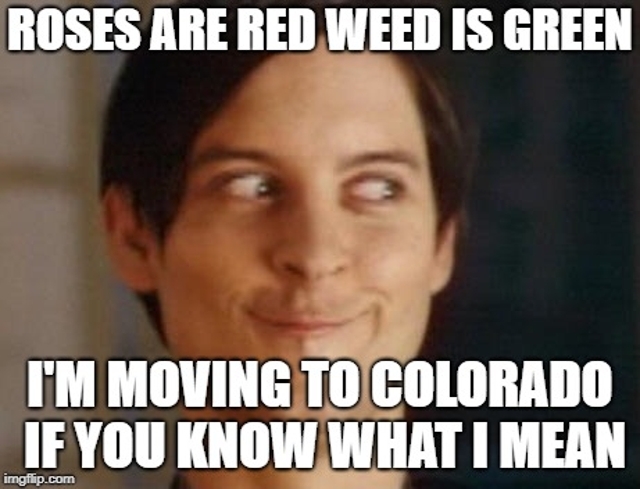 ROSES ARE RED WEED IS GREEN
I'M MOVING TO COLORADO
IF YOU KNOW WHAT I MEAN
imgflip.com